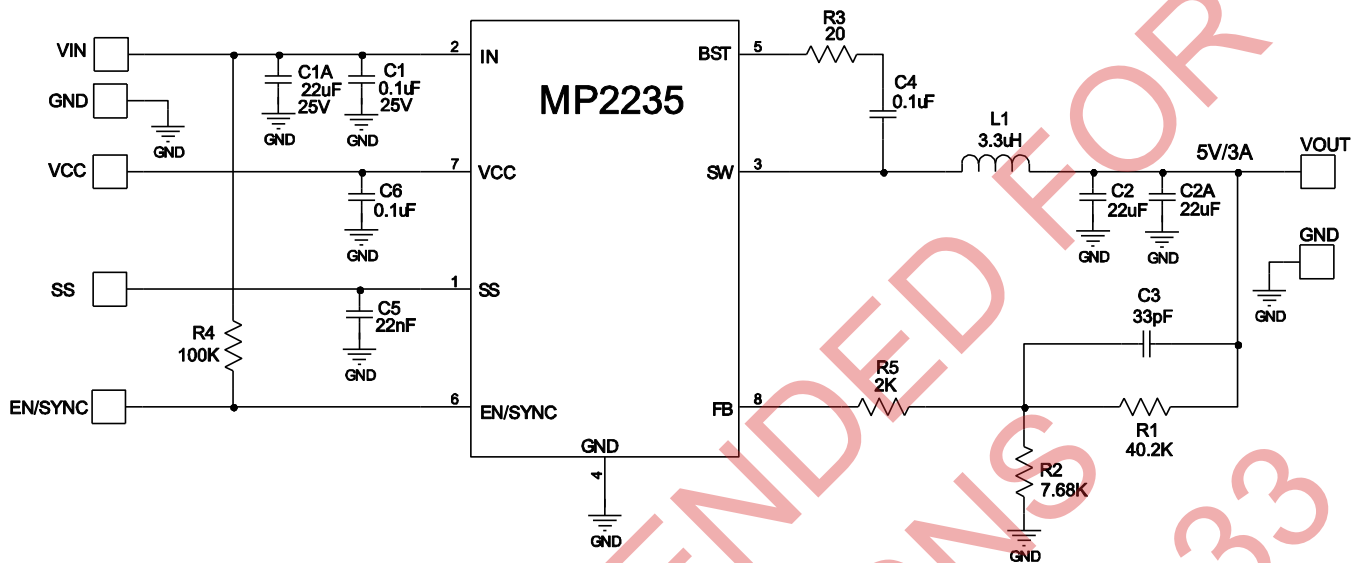 VIN
GND
GND
VCC
SS
EN/SYNC
R4
100K
C1A
22uF
25V
GND
C1
0.1uF
25V
GND
C6
0.1uF
GND
C5
22nF
GND
2
7
1
6
IN
VCC
SS
EN/SYNC
MP2235
BST
SW
FB
GND
4
GND
5
3
8
R3
20
C4
0.1uF
L1
3.3uH
5V/3A
VOUT
C2
22uF
GND
C2A
22uF
GND
GND
GND
C3
33pF
R5
2K
R1
40.2K
R2
7.68K
GND
ENDED FOR
NS
33